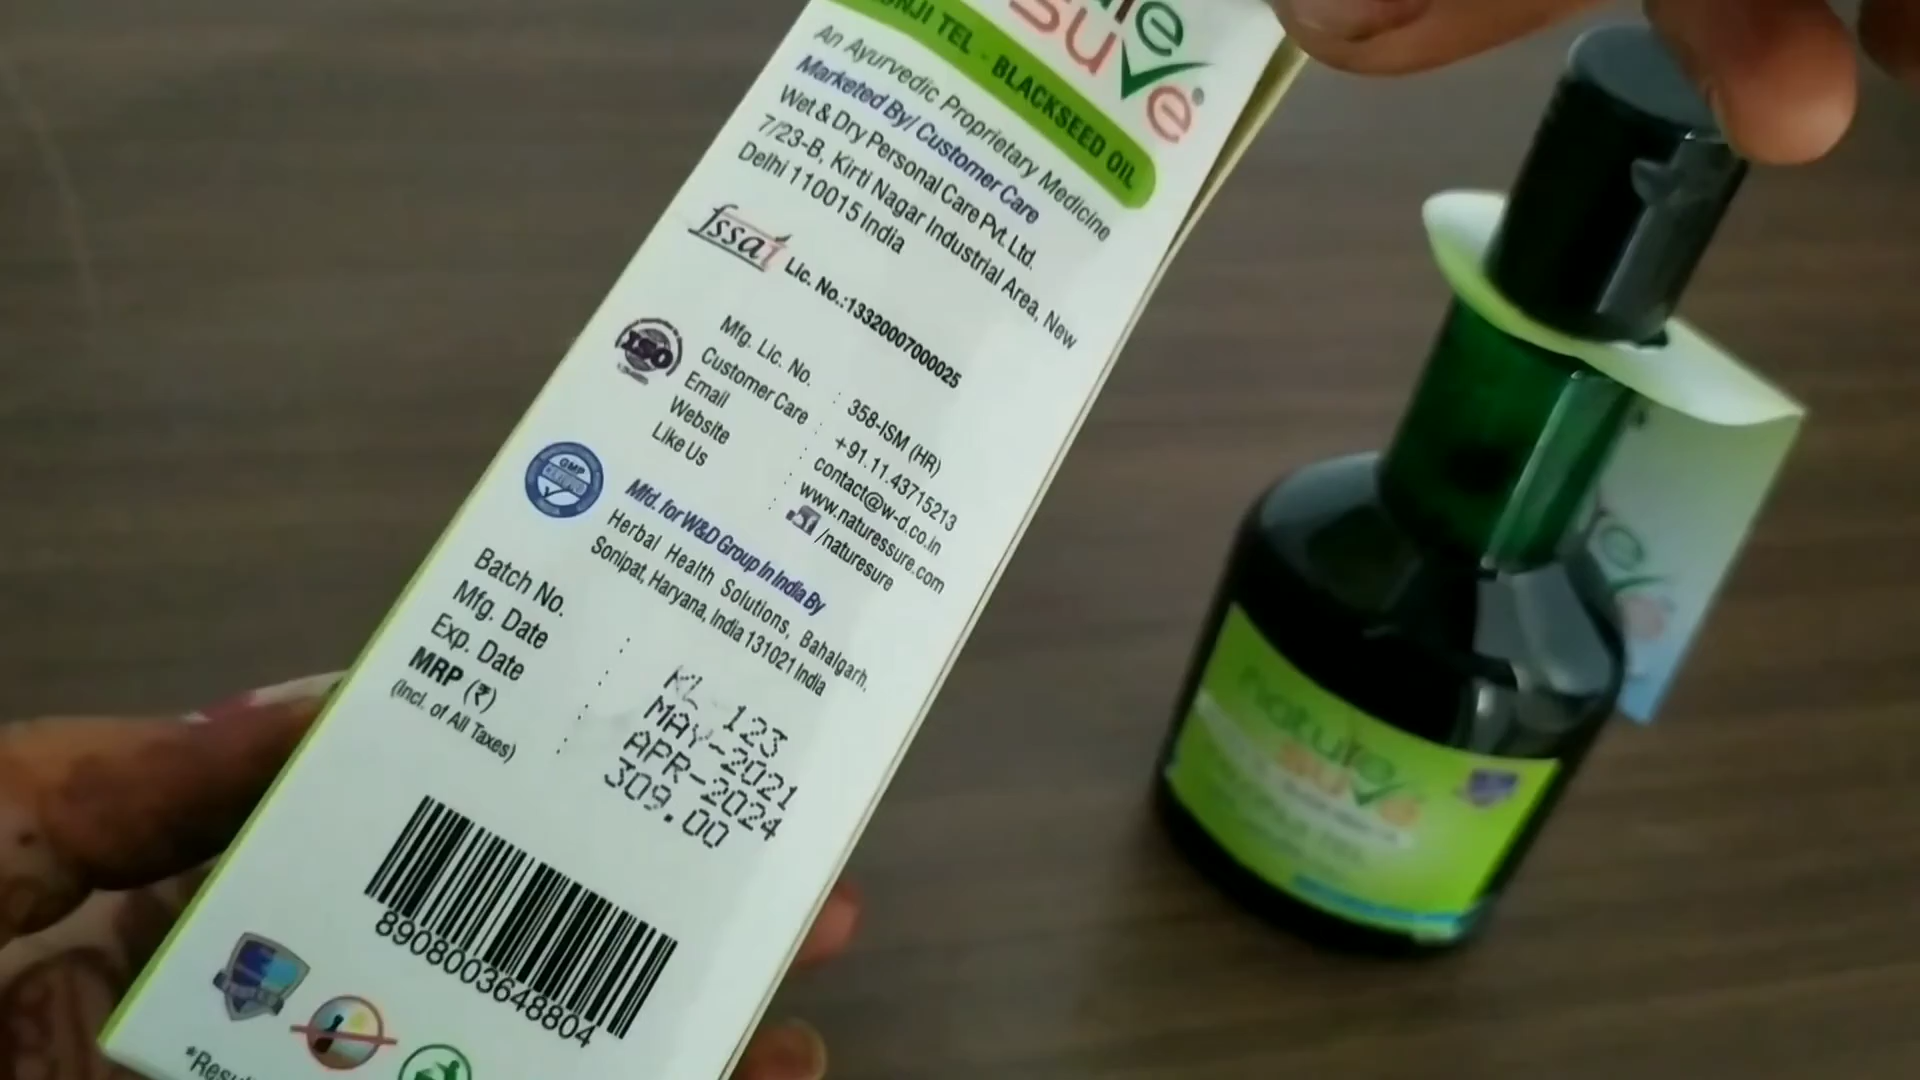 sure®
TEL - BLACKSEED OIL
An Ayurvedic Proprietary Medicine
Marketed By/ Customer Care
Wet & Dry Personal Care Pvt. Ltd.
7/23-B, Kirti Nagar Industrial Area, New
Delhi 110015 India
fssai Lic. No.:13320007000025
ISO
Mfg. Lic. No. : 358-ISM (HR)
Customer Care : +91.11.43715213
Email : contact@w-d.co.in
Website : www.naturessure.com
Like Us : /naturesure
GMP
Mfd. for W&D Group In India By
Herbal Health Solutions, Bahalgarh,
Sonipat, Haryana, India 131021 India
Batch No. : KL 123
Mfg. Date : MAY-2021
Exp. Date : APR-2024
MRP (₹) : 309.00
(Incl. of All Taxes)
8908003648804
nature
sure